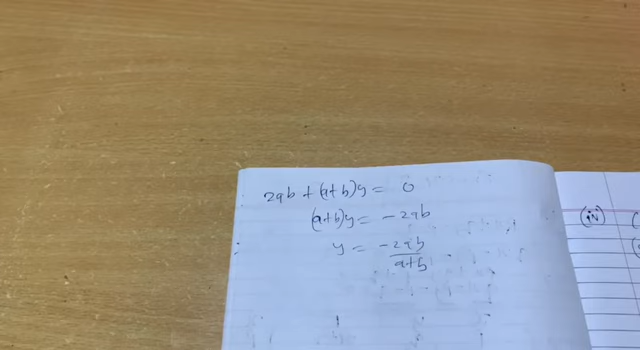 2ab + (a+b)y = 0
(a+b)y = -2ab
y = -2ab/a+b
(iv)